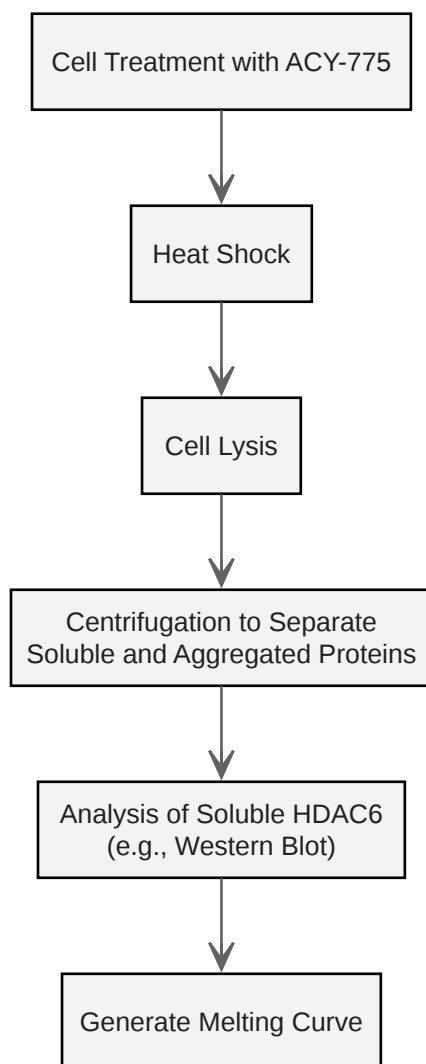 Cell Treatment with ACY-775
Heat Shock
Cell Lysis
Centrifugation to Separate
Soluble and Aggregated Proteins
Analysis of Soluble HDAC6
(e.g., Western Blot)
Generate Melting Curve